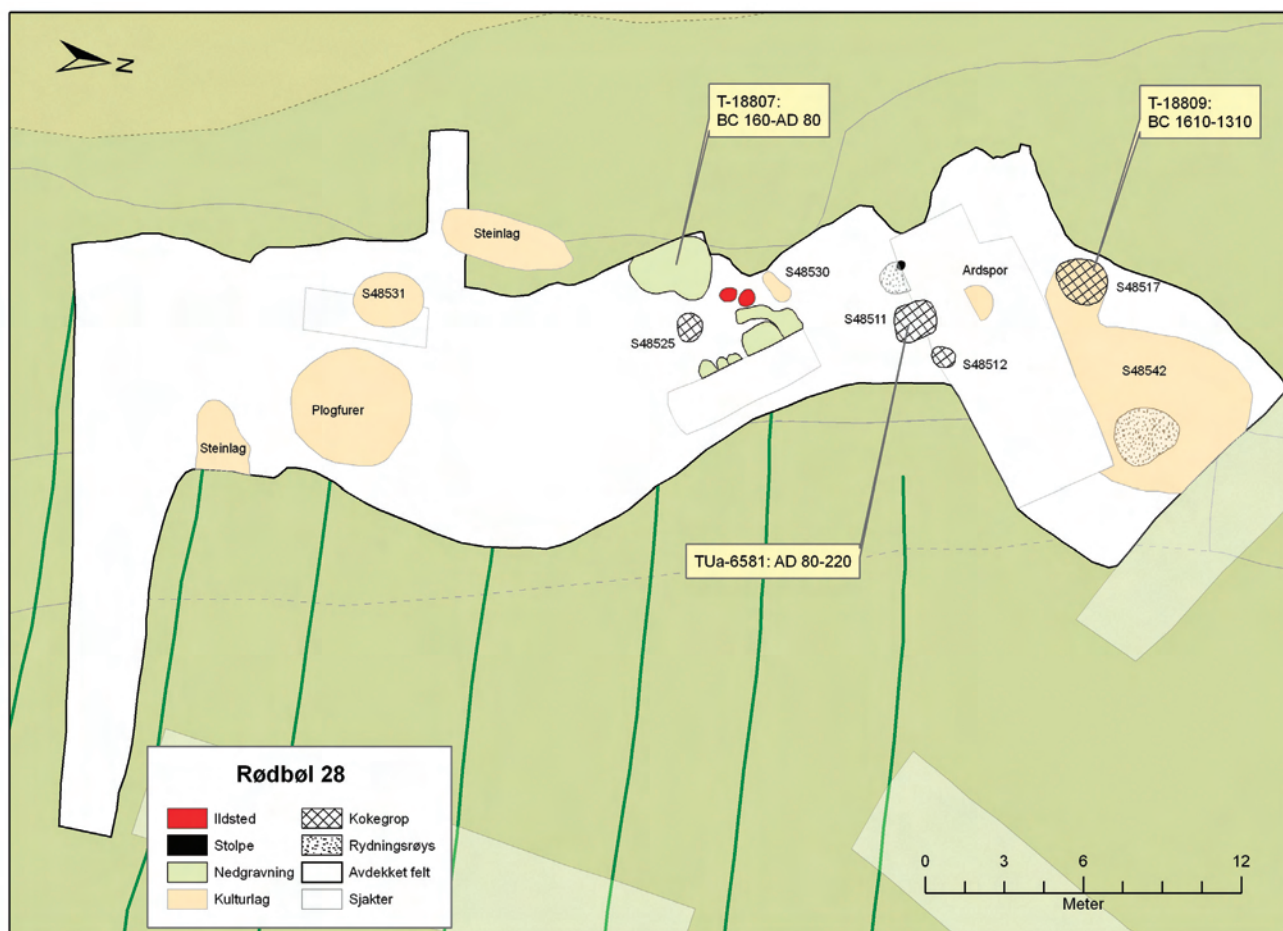 N
T-18807:
BC 160-AD 80
T-18809:
BC 1610-1310
Steinlag
S48530
Ardspor
S48531
S48517
S48511
S48525
S48512
S48542
Plogfurer
Steinlag
TUa-6581: AD 80-220
Rødbøl 28
Ildsted
Kokegrop
Stolpe
Rydningsrøys
Nedgravning
Avdekket felt
Kulturlag
Sjakter
0 3 6 12
Meter